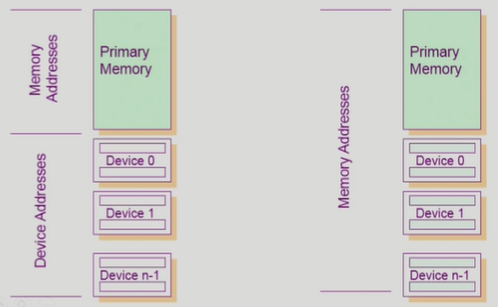 Memory
Addresses
Primary
Memory
Device Addresses
Device 0
Device 1
Device n-1
Memory Addresses
Primary
Memory
Device 0
Device 1
Device n-1